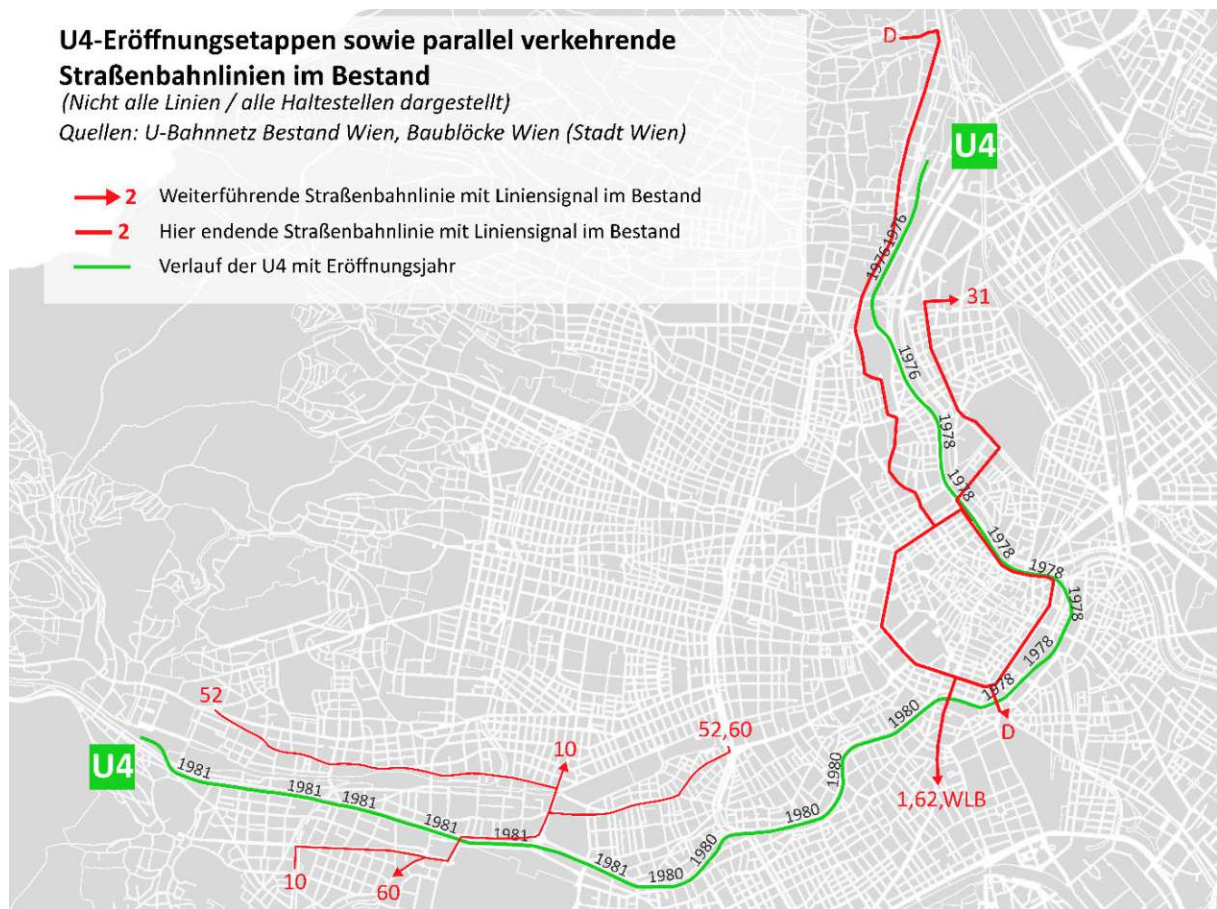 U4-Eröffnungsetappen sowie parallel verkehrende
Straßenbahnlinien im Bestand
(Nicht alle Linien / alle Haltestellen dargestellt)
Quellen: U-Bahnnetz Bestand Wien, Baublöcke Wien (Stadt Wien)
2 Weiterführende Straßenbahnlinie mit Liniensignal im Bestand
2 Hier endende Straßenbahnlinie mit Liniensignal im Bestand
Verlauf der U4 mit Eröffnungsjahr
D
U4
1976
1976
31
1976
1978
1978
1978
1978
1978
1978
1978
D
1980
1,62,WLB
52
52,60
10
U4
1981
1981
1981
1981
1981
1981
1980
1980
1980
1980
10
60